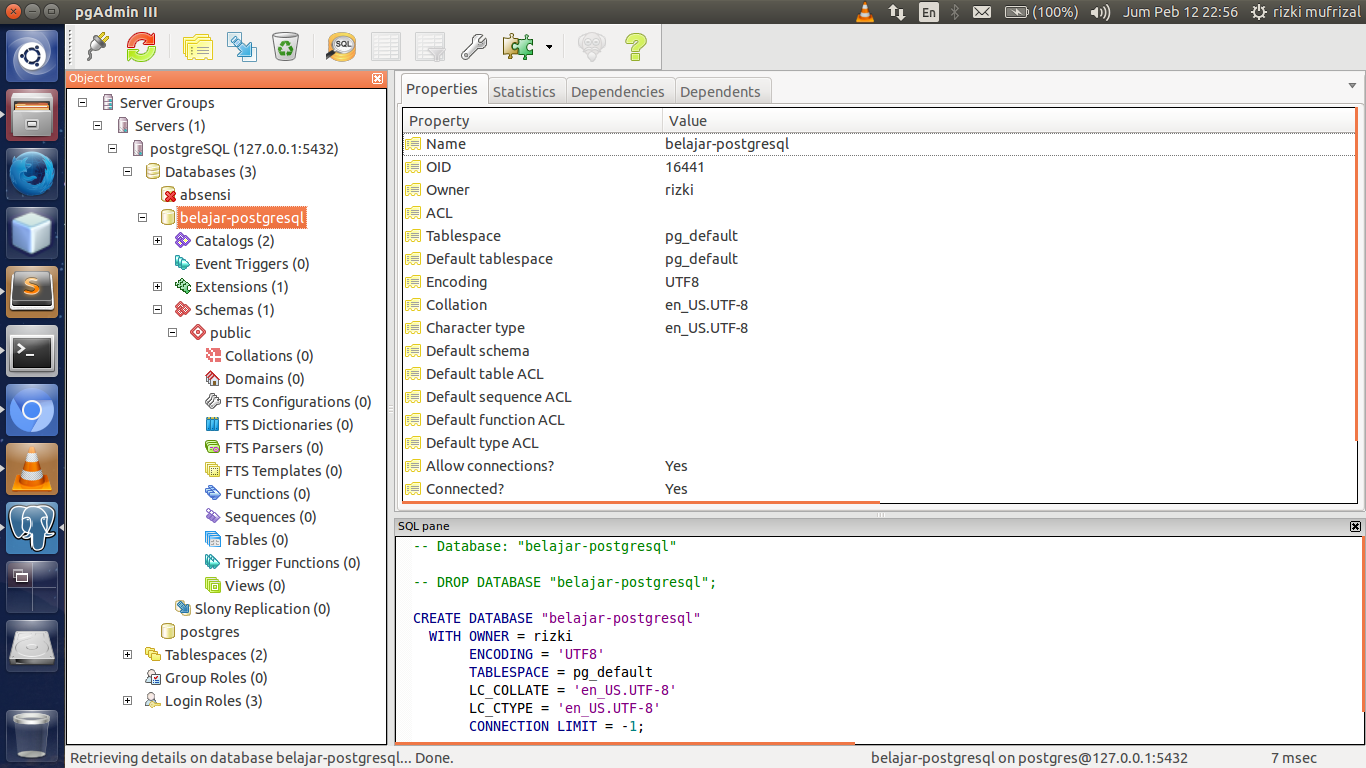 pgAdmin III
En
(100%)
Jum Peb 12 22:56
rizki mufrizal
SQL
Object browser
Server Groups
Servers (1)
postgreSQL (127.0.0.1:5432)
Databases (3)
absensi
belajar-postgresql
Catalogs (2)
Event Triggers (0)
Extensions (1)
Schemas (1)
public
Collations (0)
Domains (0)
FTS Configurations (0)
FTS Dictionaries (0)
FTS Parsers (0)
FTS Templates (0)
Functions (0)
Sequences (0)
Tables (0)
Trigger Functions (0)
Views (0)
Slony Replication (0)
postgres
Tablespaces (2)
Group Roles (0)
Login Roles (3)
Properties Statistics Dependencies Dependents
Property Value
Name belajar-postgresql
OID 16441
Owner rizki
ACL
Tablespace pg_default
Default tablespace pg_default
Encoding UTF8
Collation en_US.UTF-8
Character type en_US.UTF-8
Default schema
Default table ACL
Default sequence ACL
Default function ACL
Default type ACL
Allow connections? Yes
Connected? Yes
SQL pane
-- Database: "belajar-postgresql"
-- DROP DATABASE "belajar-postgresql";
CREATE DATABASE "belajar-postgresql"
WITH OWNER = rizki
ENCODING = 'UTF8'
TABLESPACE = pg_default
LC_COLLATE = 'en_US.UTF-8'
LC_CTYPE = 'en_US.UTF-8'
CONNECTION LIMIT = -1;
Retrieving details on database belajar-postgresql... Done.
belajar-postgresql on postgres@127.0.0.1:5432
7 msec